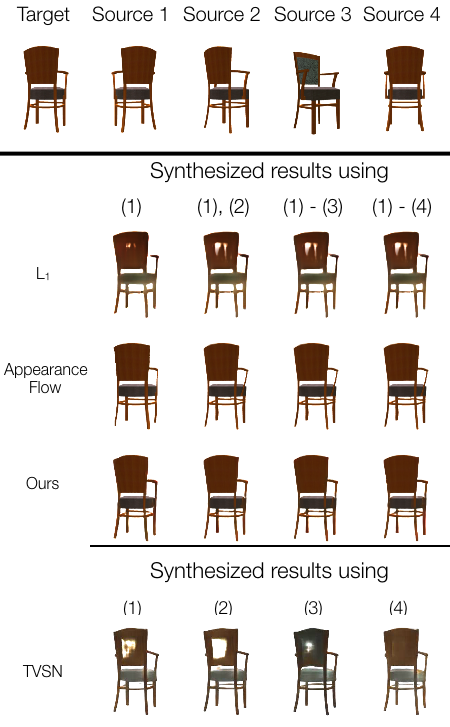 Target Source 1 Source 2 Source 3 Source 4
Synthesized results using
(1) (1), (2) (1) - (3) (1) - (4)
L₁
Appearance
Flow
Ours
Synthesized results using
(1) (2) (3) (4)
TVSN